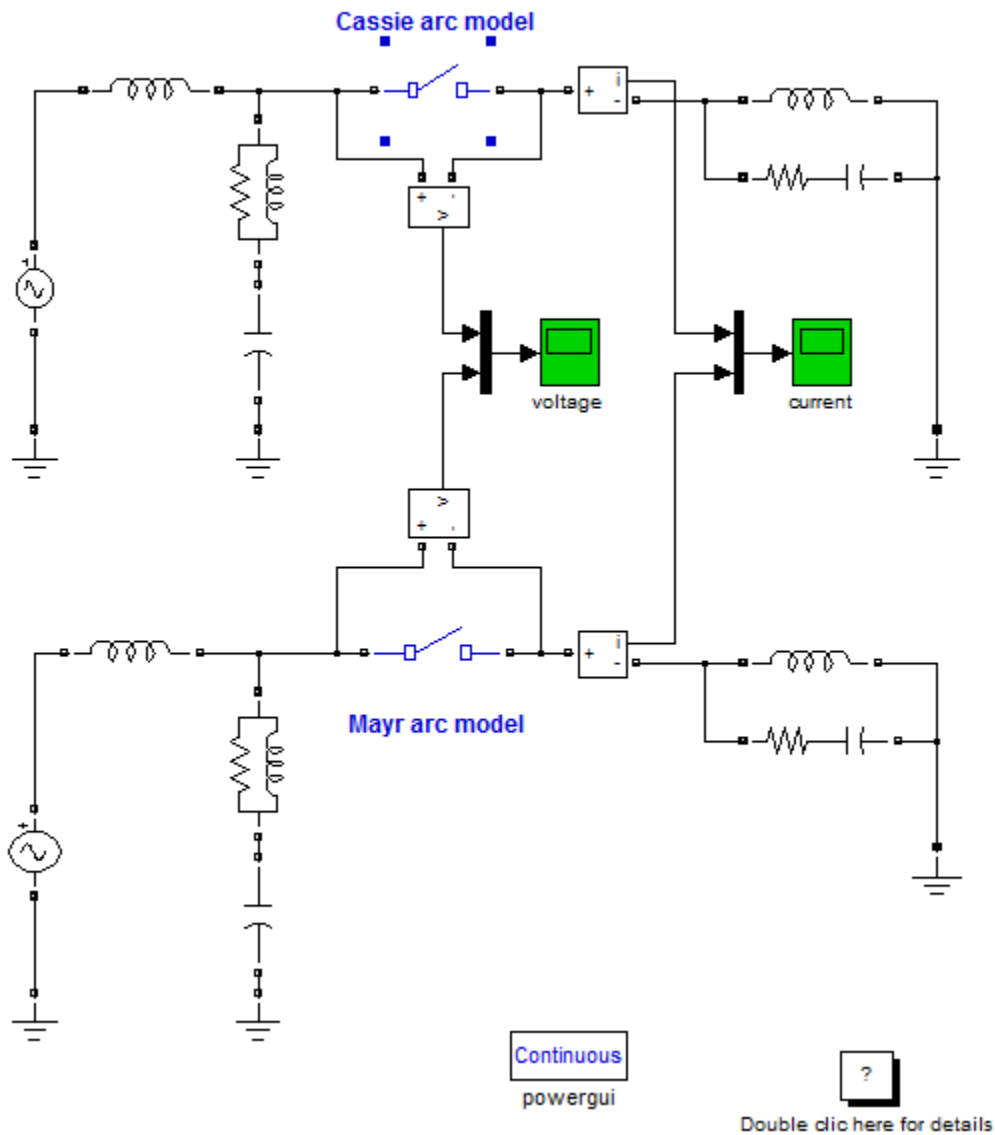 Cassie arc model
+ i -
+ - v
+
voltage
current
v + -
+ i -
Mayr arc model
+
Continuous
powergui
?
Double clic here for details